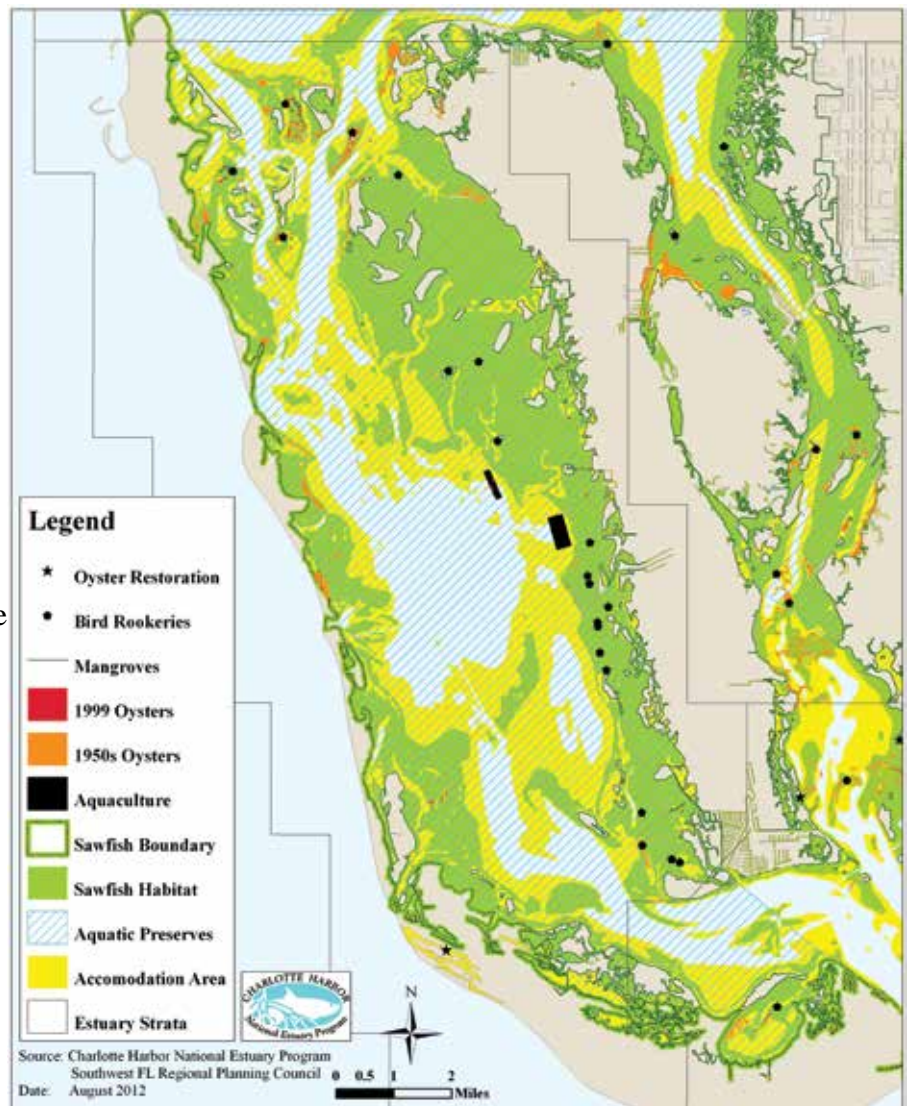 Legend
Oyster Restoration
Bird Rookeries
Mangroves
1999 Oysters
1950s Oysters
Aquaculture
Sawfish Boundary
Sawfish Habitat
Aquatic Preserves
Accomodation Area
Estuary Strata
e
CHARLOTTE HARBOR
National Estuary Program
N
Source: Charlotte Harbor National Estuary Program
Southwest FL Regional Planning Council
Date: August 2012
0 0.5 1 2
Miles